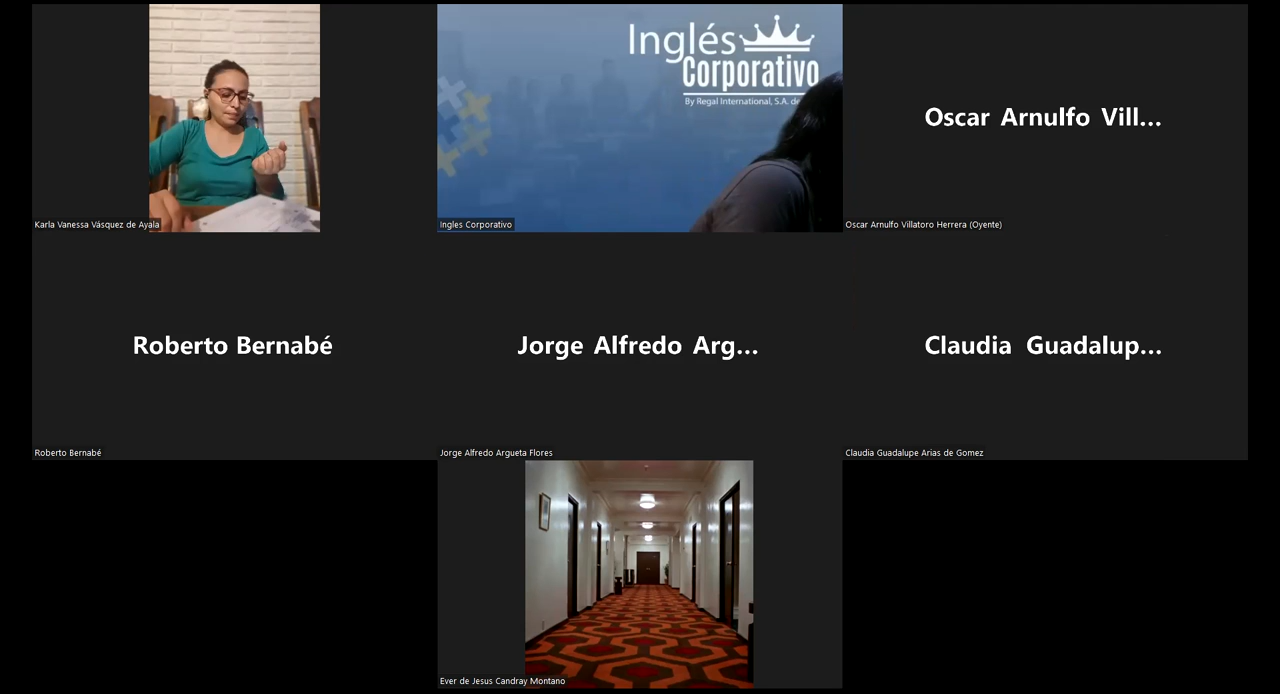 Inglés
Corporativo
By Regal International, S.A. de
Oscar Arnulfo Vill...
Karla Vanessa Vásquez de Ayala
Ingles Corporativo
Oscar Arnulfo Villatoro Herrera (Oyente)
Roberto Bernabé
Jorge Alfredo Arg...
Claudia Guadalup...
Roberto Bernabé
Jorge Alfredo Argueta Flores
Claudia Guadalupe Arias de Gomez
Ever de Jesus Candray Montano